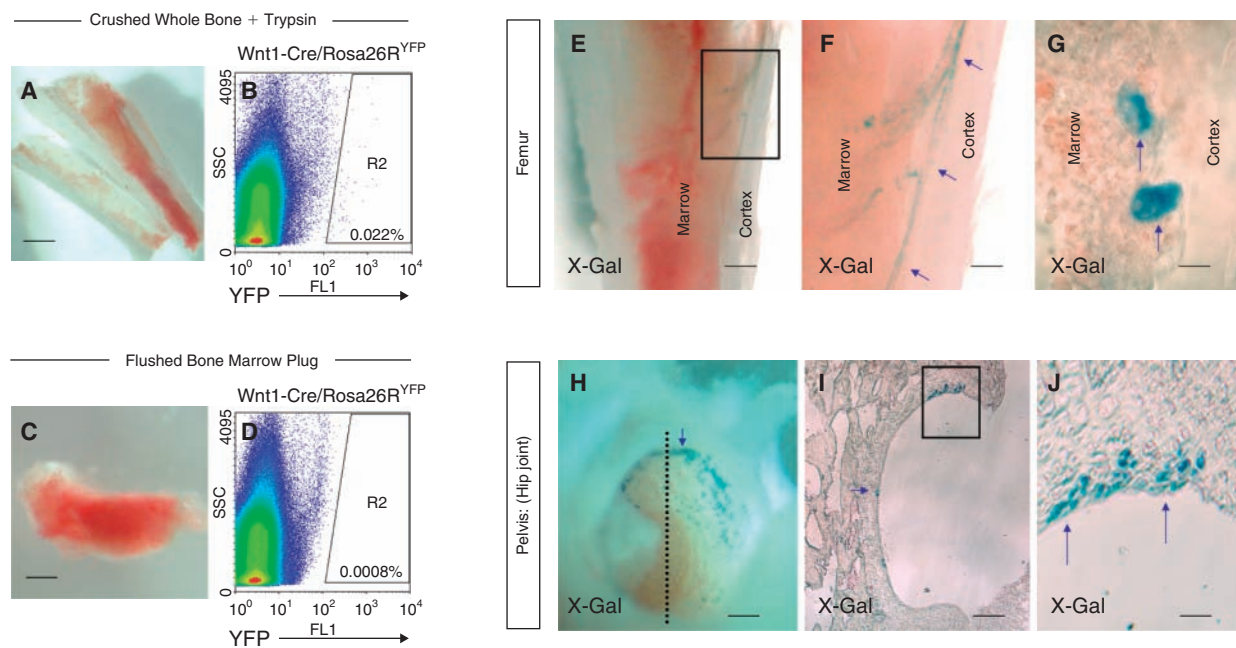 Crushed Whole Bone + Trypsin
Wnt1-Cre/Rosa26R^YFP
A
B
4095
SSC
0
R2
0.022%
10^0 10^1 10^2 10^3 10^4
FL1
YFP
Flushed Bone Marrow Plug
Wnt1-Cre/Rosa26R^YFP
C
D
4095
SSC
0
R2
0.0008%
10^0 10^1 10^2 10^3 10^4
FL1
YFP
Femur
E
Marrow
Cortex
X-Gal
F
Marrow
Cortex
X-Gal
G
Marrow
Cortex
X-Gal
Pelvis: (Hip joint)
H
X-Gal
I
X-Gal
J
X-Gal